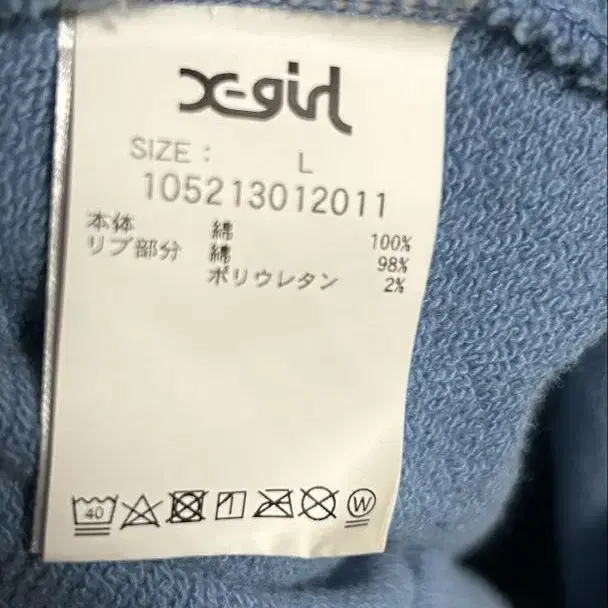 X-girl
SIZE : L
105213012011
本体 綿 100%
リブ部分 綿 98%
ポリウレタン 2%
40 W